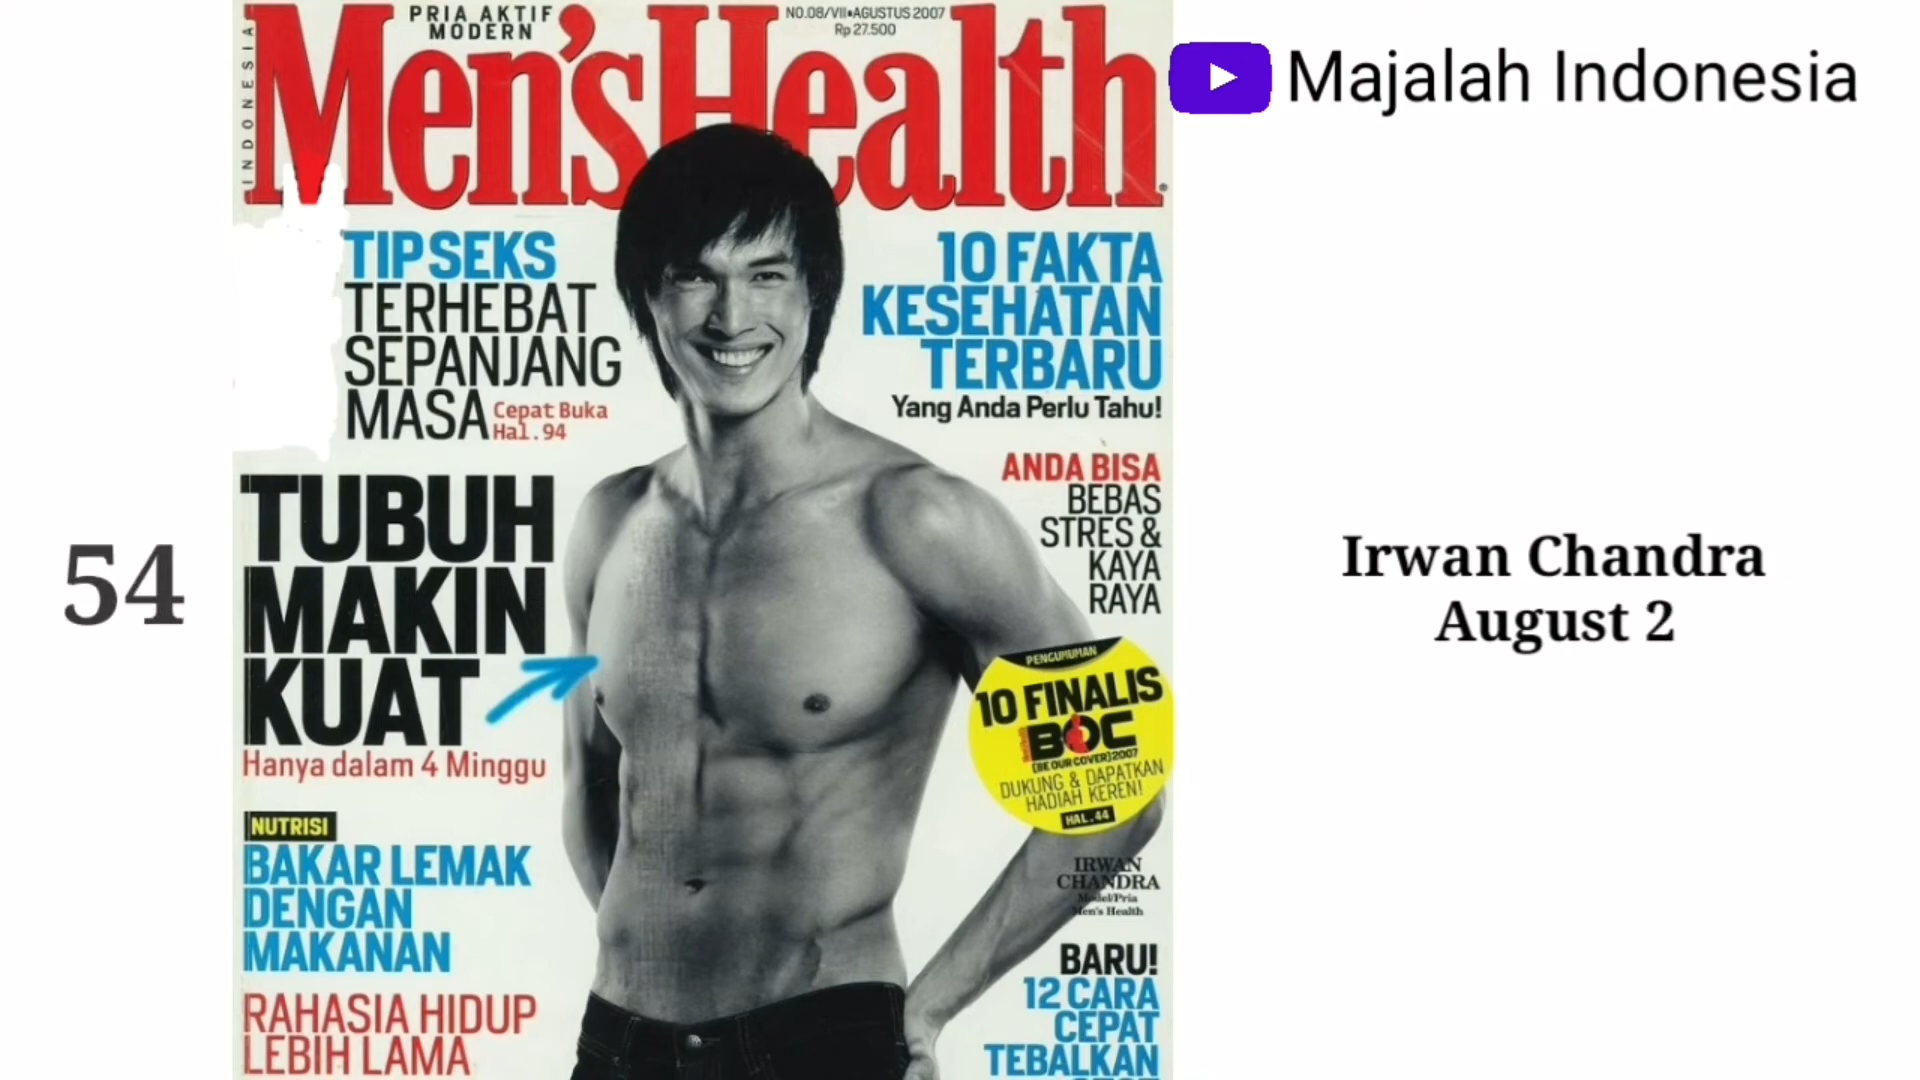 PRIA AKTIF
MODERN
NO.08/VII•AGUSTUS 2007
Rp 27.500
INDONESIA
Men'sHealth
Majalah Indonesia
TIP SEKS
TERHEBAT
SEPANJANG
MASA
Cepat Buka
Hal.94
10 FAKTA
KESEHATAN
TERBARU
Yang Anda Perlu Tahu!
ANDA BISA
BEBAS
STRES &
KAYA
RAYA
TUBUH
MAKIN
KUAT
Hanya dalam 4 Minggu
54
Irwan Chandra
August 2
PENGUMUMAN
10 FINALIS
BOC
(BE OUR COVER) 2007
DUKUNG & DAPATKAN
HADIAH KEREN!
HAL.44
NUTRISI
BAKAR LEMAK
DENGAN
MAKANAN
IRWAN
CHANDRA
Model/Pria
Men's Health
RAHASIA HIDUP
LEBIH LAMA
BARU!
12 CARA
CEPAT
TEBALKAN